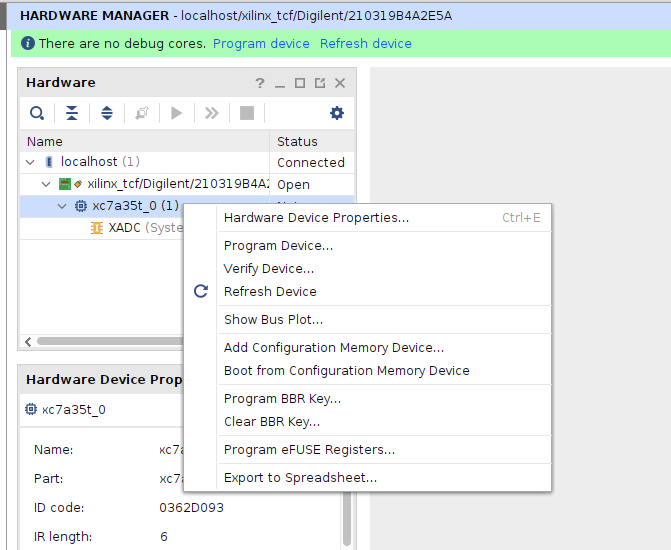 HARDWARE MANAGER - localhost/xilinx_tcf/Digilent/210319B4A2E5A
There are no debug cores. Program device Refresh device
Hardware
Name Status
localhost (1) Connected
xilinx_tcf/Digilent/210319B4A2 Open
xc7a35t_0 (1)
XADC (Syste
Hardware Device Properties... Ctrl+E
Program Device...
Verify Device...
Refresh Device
Show Bus Plot...
Add Configuration Memory Device...
Boot from Configuration Memory Device
Program BBR Key...
Clear BBR Key...
Program eFUSE Registers...
Export to Spreadsheet...
Hardware Device Prop
xc7a35t_0
Name: xc7a
Part: xc7a
ID code: 0362D093
IR length: 6